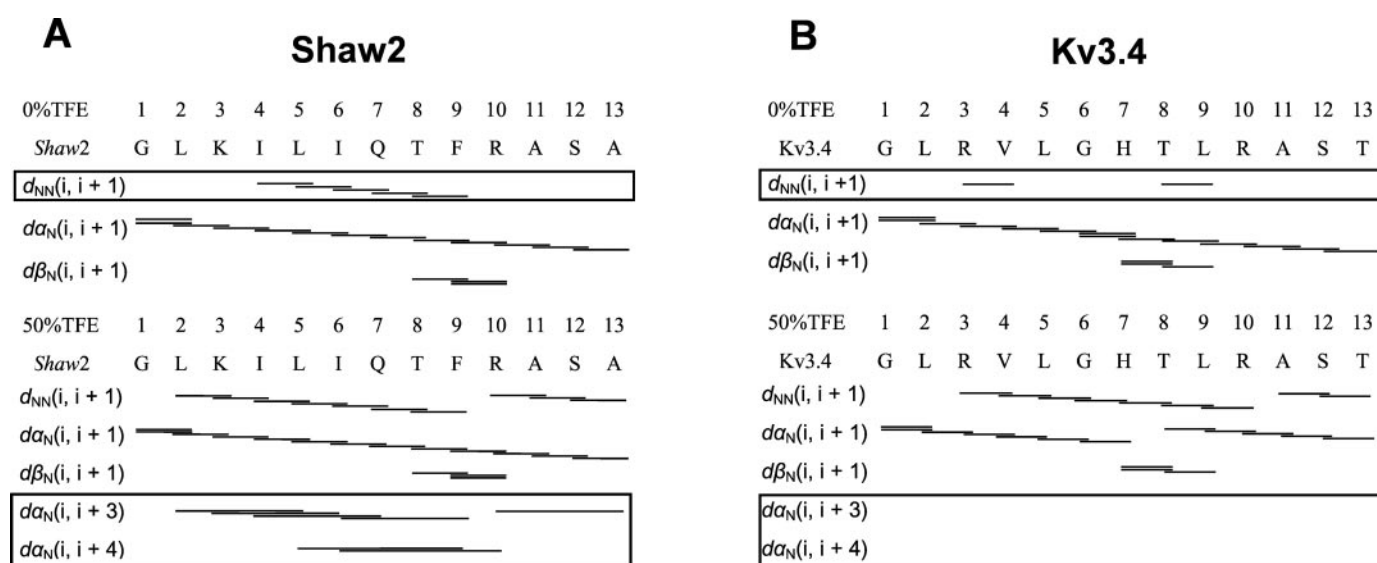 A
Shaw2
0%TFE 1 2 3 4 5 6 7 8 9 10 11 12 13
Shaw2 G L K I L I Q T F R A S A
dNN(i, i + 1)
dαN(i, i + 1)
dβN(i, i + 1)
50%TFE 1 2 3 4 5 6 7 8 9 10 11 12 13
Shaw2 G L K I L I Q T F R A S A
dNN(i, i + 1)
dαN(i, i + 1)
dβN(i, i + 1)
dαN(i, i + 3)
dαN(i, i + 4)
B
Kv3.4
0%TFE 1 2 3 4 5 6 7 8 9 10 11 12 13
Kv3.4 G L R V L G H T L R A S T
dNN(i, i +1)
dαN(i, i +1)
dβN(i, i +1)
50%TFE 1 2 3 4 5 6 7 8 9 10 11 12 13
Kv3.4 G L R V L G H T L R A S T
dNN(i, i + 1)
dαN(i, i + 1)
dβN(i, i + 1)
dαN(i, i + 3)
dαN(i, i + 4)